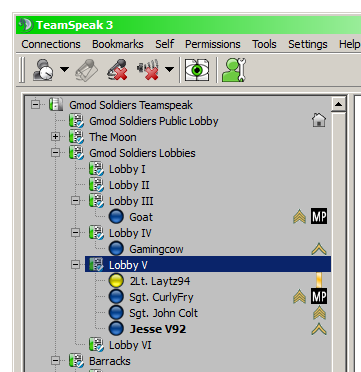 TeamSpeak 3
Connections Bookmarks Self Permissions Tools Settings Help
Gmod Soldiers Teamspeak
Gmod Soldiers Public Lobby
The Moon
Gmod Soldiers Lobbies
Lobby I
Lobby II
Lobby III
Goat MP
Lobby IV
Gamingcow
Lobby V
2Lt. Laytz94
Sgt. CurlyFry MP
Sgt. John Colt
Jesse V92
Lobby VI
Barracks